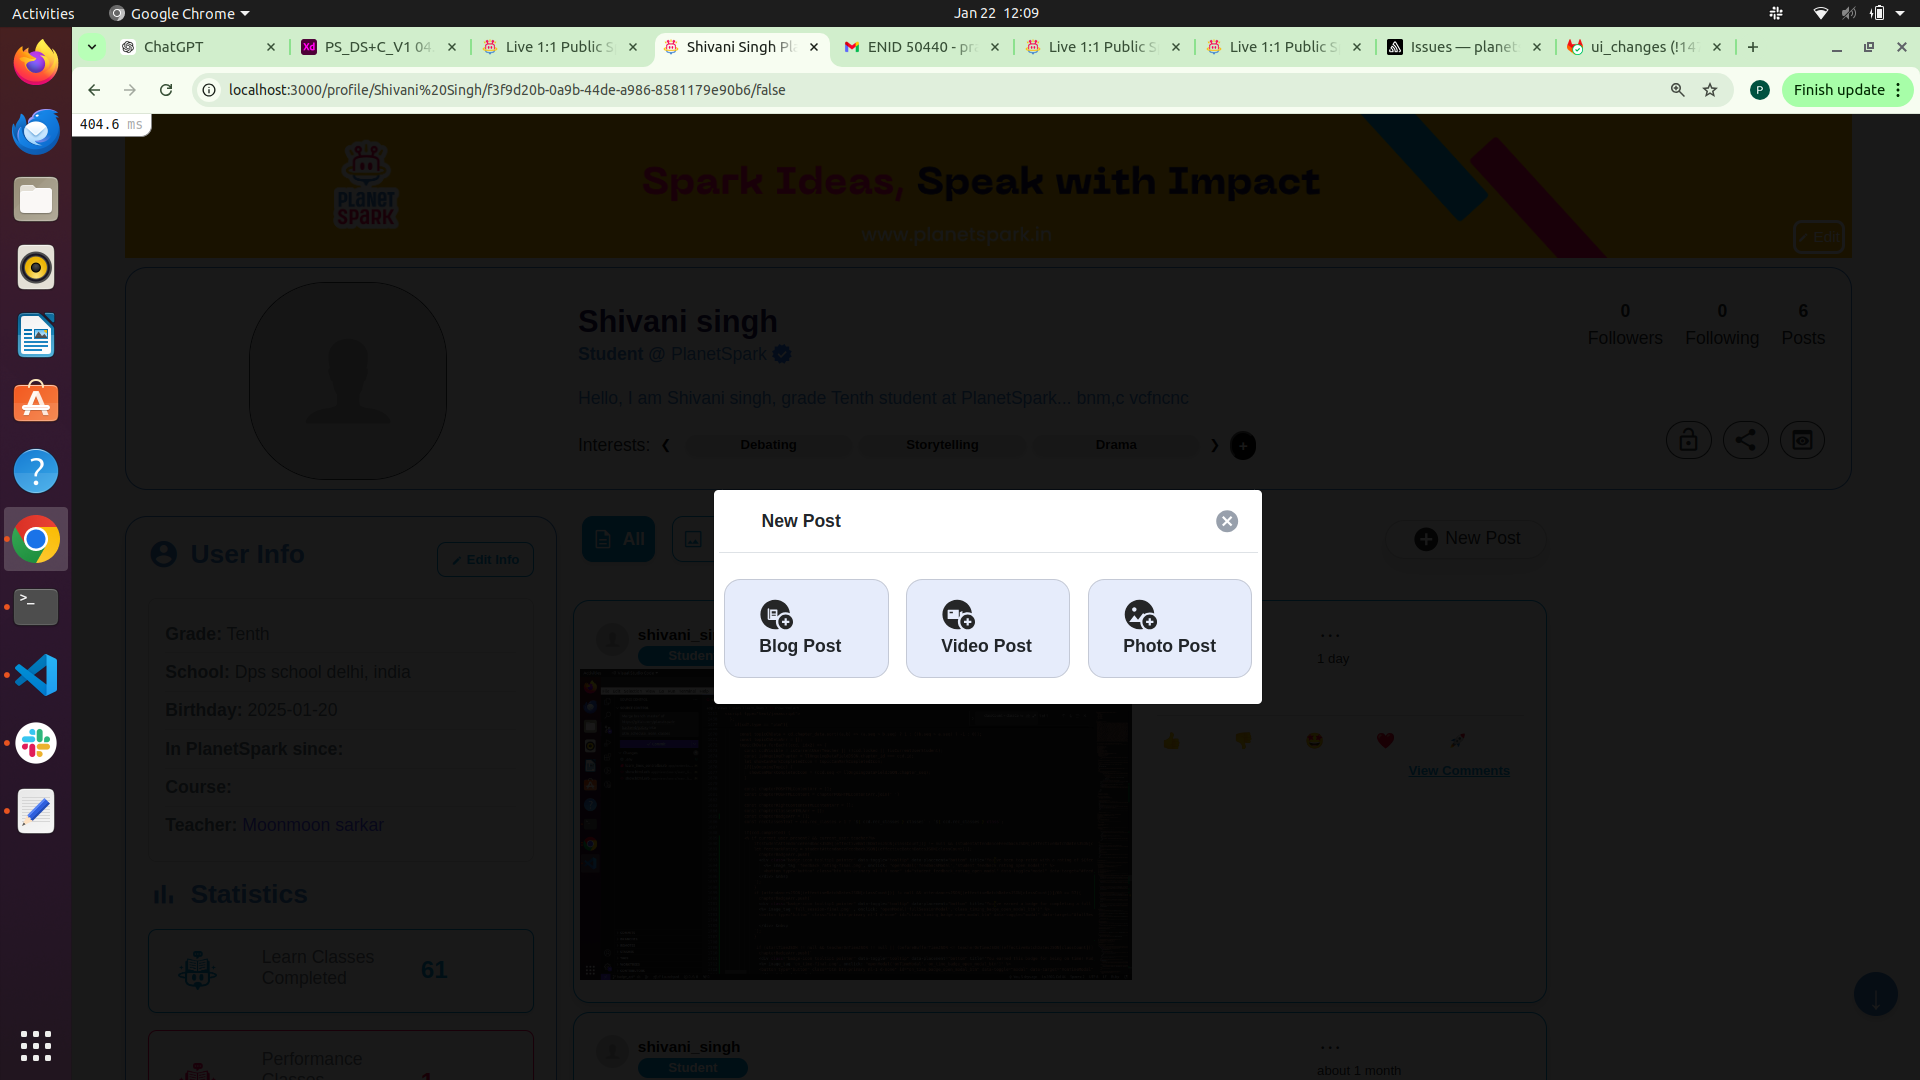 Activities
Google Chrome
Jan 22 12:09
ChatGPT
PS_DS+C_V1 04
Live 1:1 Public S
Shivani Singh Pl
ENID 50440 - pr
Live 1:1 Public S
Live 1:1 Public S
Issues — planet
ui_changes (!14
localhost:3000/profile/Shivani%20Singh/f3f9d20b-0a9b-44de-a986-8581179e90b6/false
P
Finish update
404.6 ms
PLANET
SPARK
Spark Ideas, Speak with Impact
www.planetspark.in
Edit
Shivani singh
Student @ PlanetSpark
Hello, I am Shivani singh, grade Tenth student at PlanetSpark... bnm,c vcfncnc
Interests:
Debating
Storytelling
Drama
0
Followers
0
Following
6
Posts
User Info
Edit Info
All
New Post
New Post
Blog Post
Video Post
Photo Post
Grade: Tenth
School: Dps school delhi, india
Birthday: 2025-01-20
In PlanetSpark since:
Course:
Teacher: Moonmoon sarkar
shivani_si
Student
1 day
View Comments
Statistics
Learn Classes
Completed
61
Performance
Classes
1
shivani_singh
Student
about 1 month